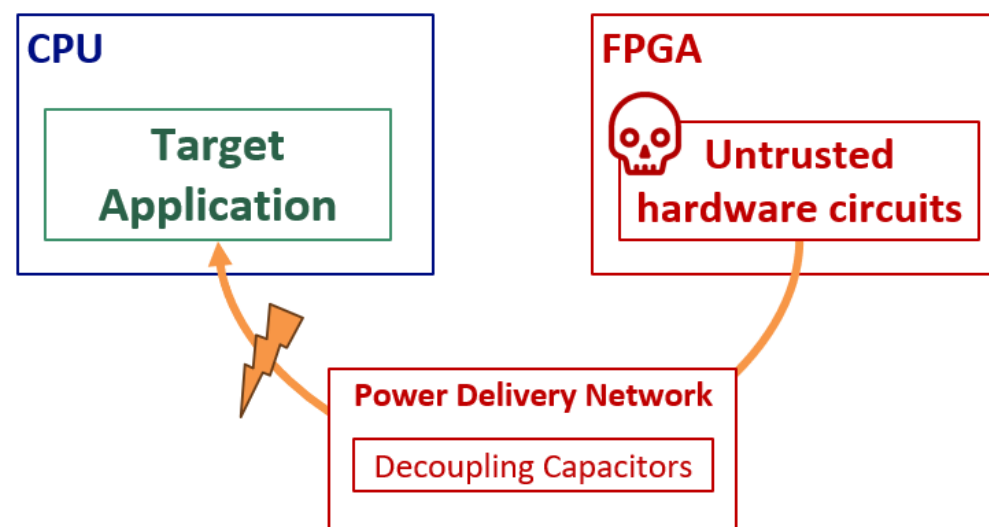 CPU
Target
Application
FPGA
Untrusted
hardware circuits
Power Delivery Network
Decoupling Capacitors